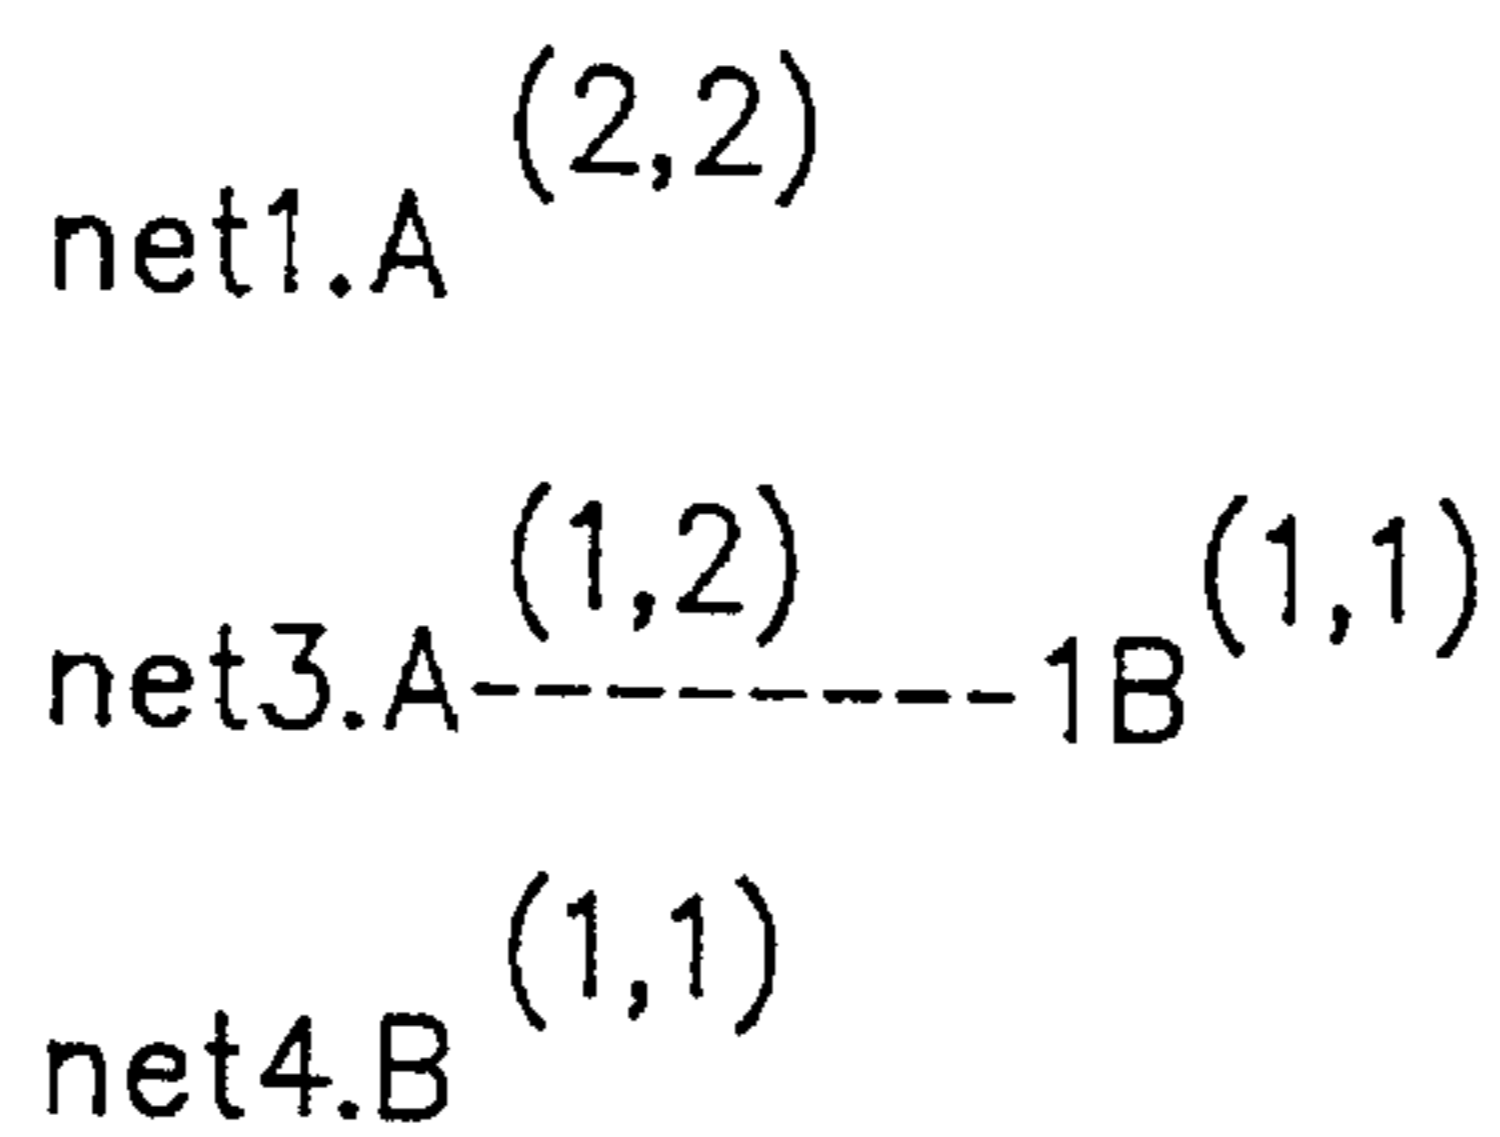 net1.A (2,2)
net3.A(1,2)--------1B(1,1)
net4.B (1,1)